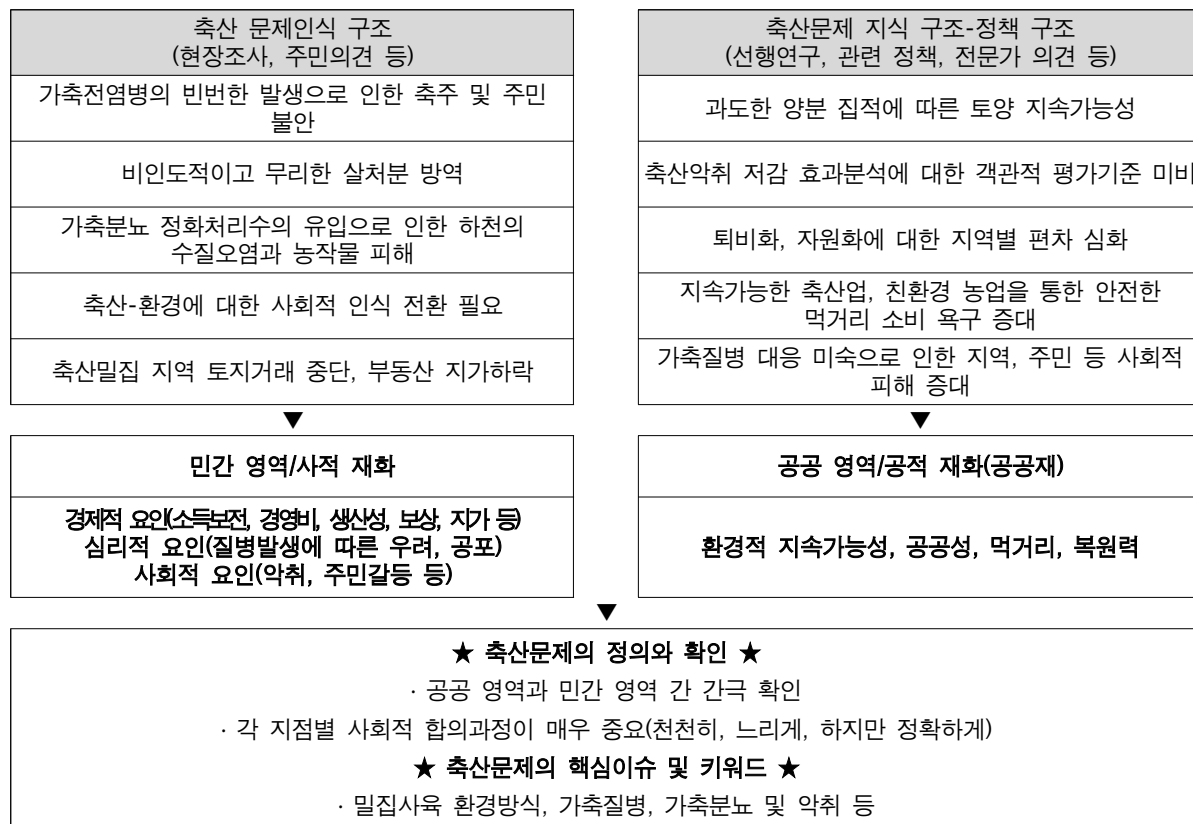 축산 문제인식 구조
(현장조사, 주민의견 등)
가축전염병의 빈번한 발생으로 인한 축주 및 주민
불안
비인도적이고 무리한 살처분 방역
가축분뇨 정화처리수의 유입으로 인한 하천의
수질오염과 농작물 피해
축산-환경에 대한 사회적 인식 전환 필요
축산밀집 지역 토지거래 중단, 부동산 지가하락
▼
민간 영역/사적 재화
경제적 요인(소득보전, 경영비, 생산성, 보상, 지가 등)
심리적 요인(질병발생에 따른 우려, 공포)
사회적 요인(악취, 주민갈등 등)
축산문제 지식 구조-정책 구조
(선행연구, 관련 정책, 전문가 의견 등)
과도한 양분 집적에 따른 토양 지속가능성
축산악취 저감 효과분석에 대한 객관적 평가기준 미비
퇴비화, 자원화에 대한 지역별 편차 심화
지속가능한 축산업, 친환경 농업을 통한 안전한
먹거리 소비 욕구 증대
가축질병 대응 미숙으로 인한 지역, 주민 등 사회적
피해 증대
▼
공공 영역/공적 재화(공공재)
환경적 지속가능성, 공공성, 먹거리, 복원력
▼
★ 축산문제의 정의와 확인 ★
· 공공 영역과 민간 영역 간 간극 확인
· 각 지점별 사회적 합의과정이 매우 중요(천천히, 느리게, 하지만 정확하게)
★ 축산문제의 핵심이슈 및 키워드 ★
· 밀집사육 환경방식, 가축질병, 가축분뇨 및 악취 등